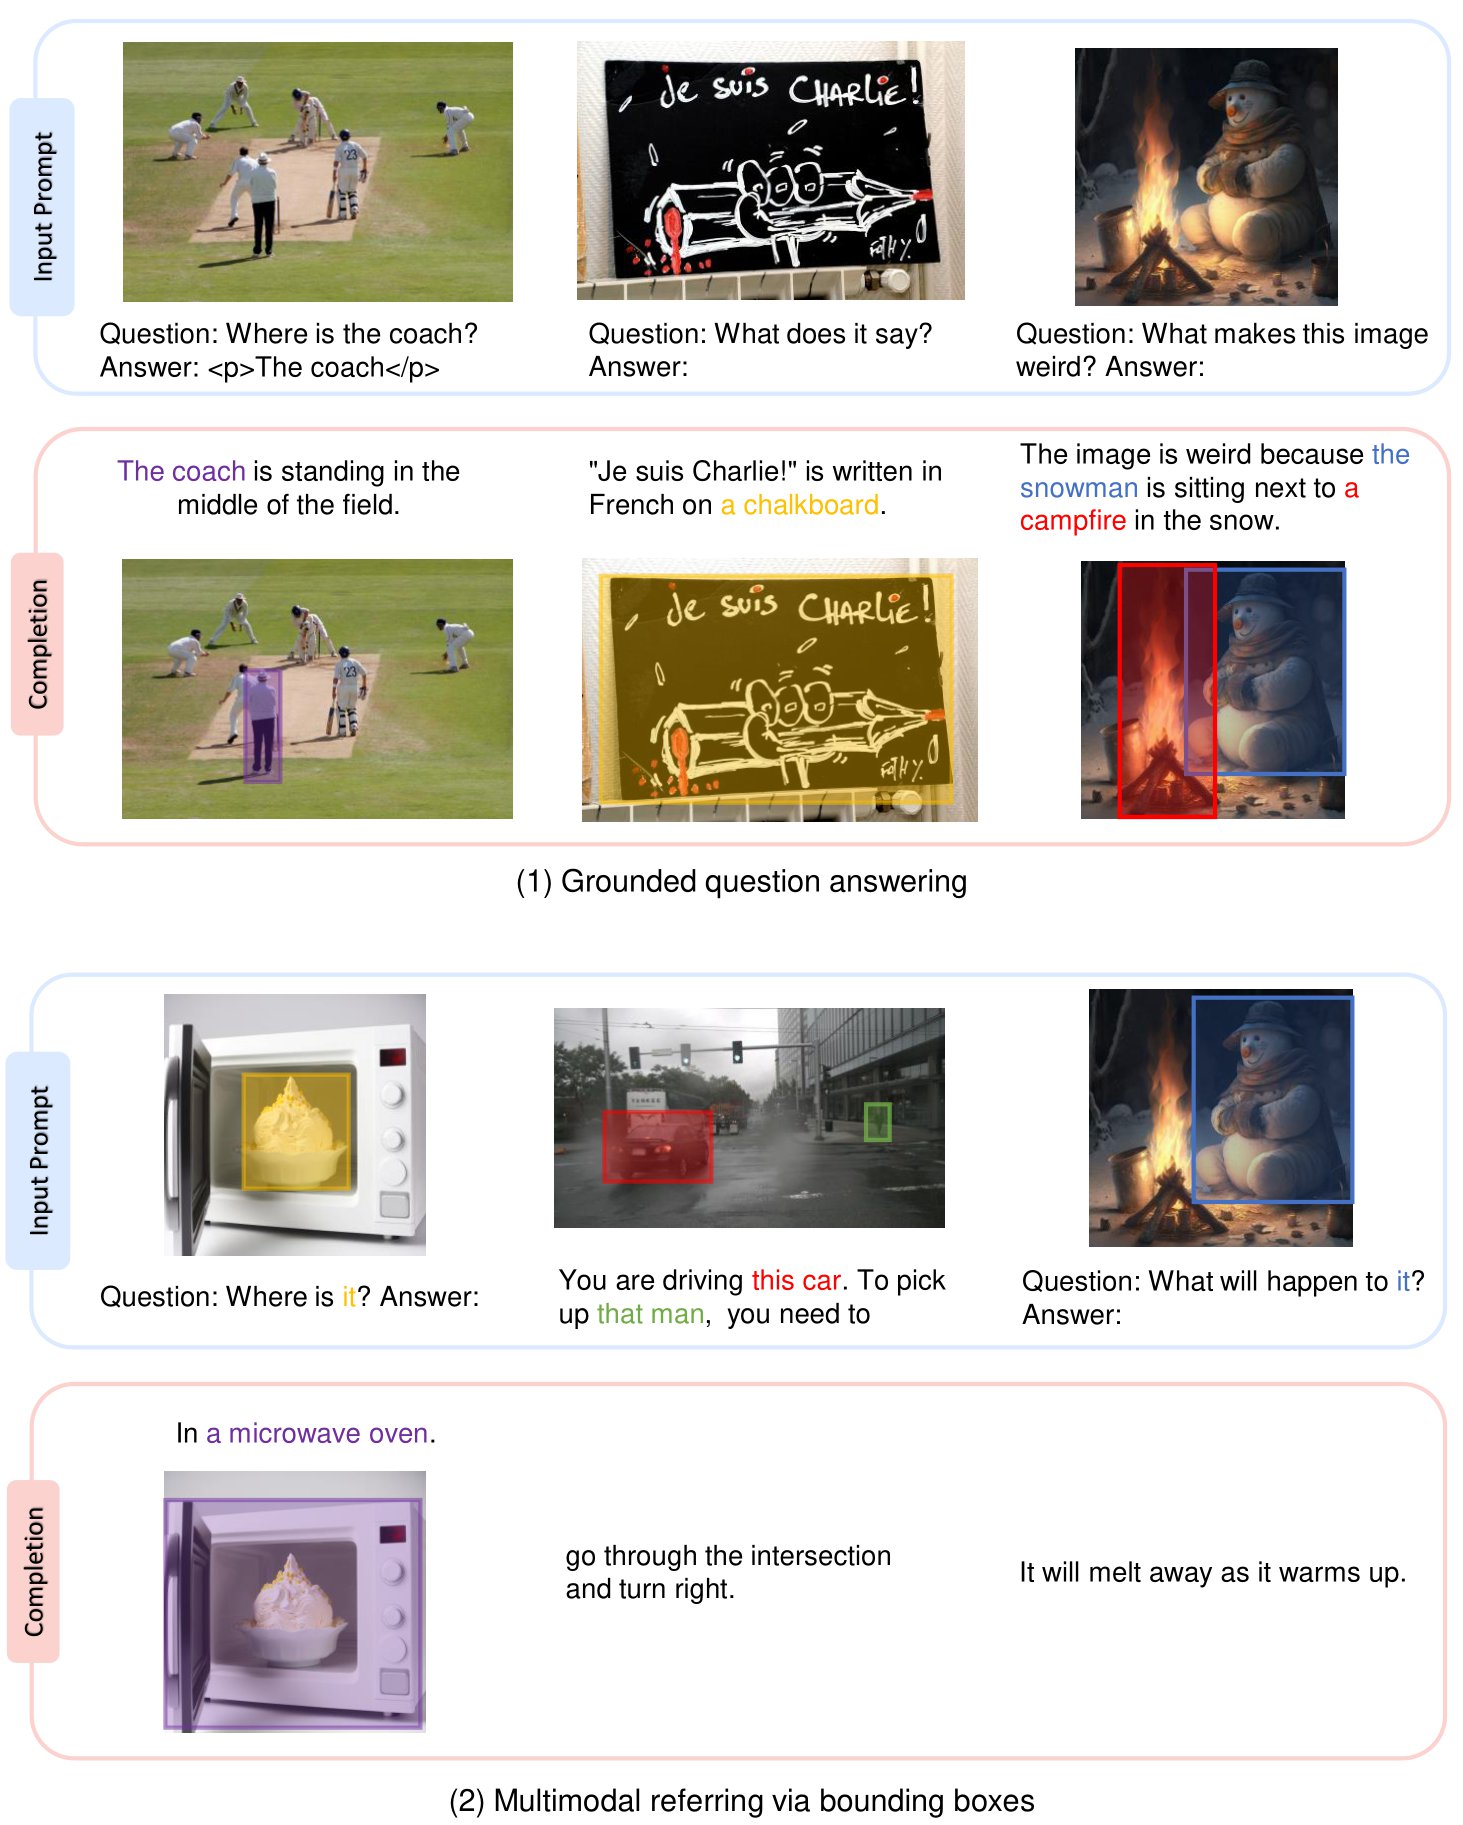 Input Prompt
23
Je suis CHARLie!
FATHY.
Question: Where is the coach?
Answer: <p>The coach</p>
Question: What does it say?
Answer:
Question: What makes this image
weird? Answer:
Completion
The coach is standing in the
middle of the field.
"Je suis Charlie!" is written in
French on a chalkboard.
The image is weird because the
snowman is sitting next to a
campfire in the snow.
23
Je suis CHARLie!
FATHY.
(1) Grounded question answering
Input Prompt
YANKEE
Question: Where is it? Answer:
You are driving this car. To pick
up that man, you need to
Question: What will happen to it?
Answer:
Completion
In a microwave oven.
go through the intersection
and turn right.
It will melt away as it warms up.
(2) Multimodal referring via bounding boxes